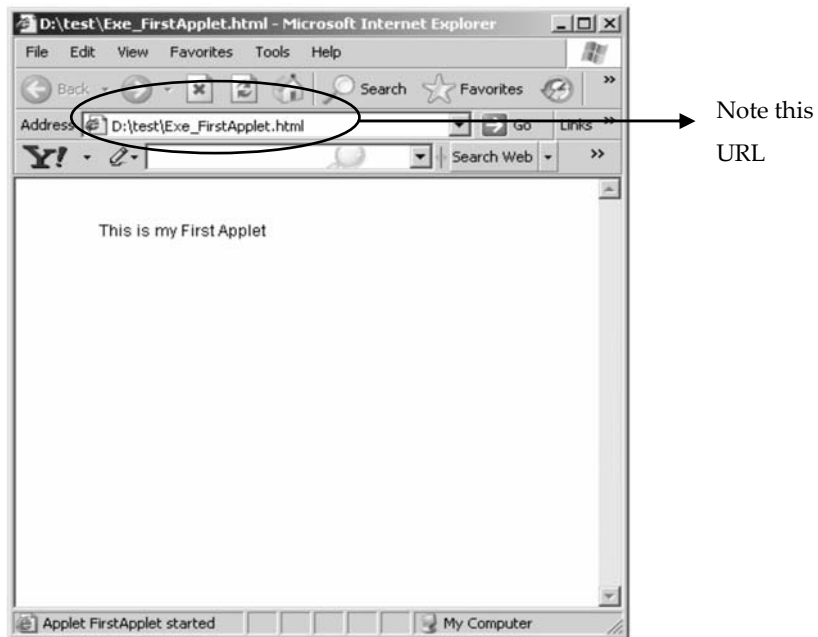 D:\test\Exe_FirstApplet.html - Microsoft Internet Explorer
File Edit View Favorites Tools Help
Back Search Favorites »
Address D:\test\Exe_FirstApplet.html Go Links »
Y! Search Web »
Note this
URL
This is my First Applet
Applet FirstApplet started My Computer